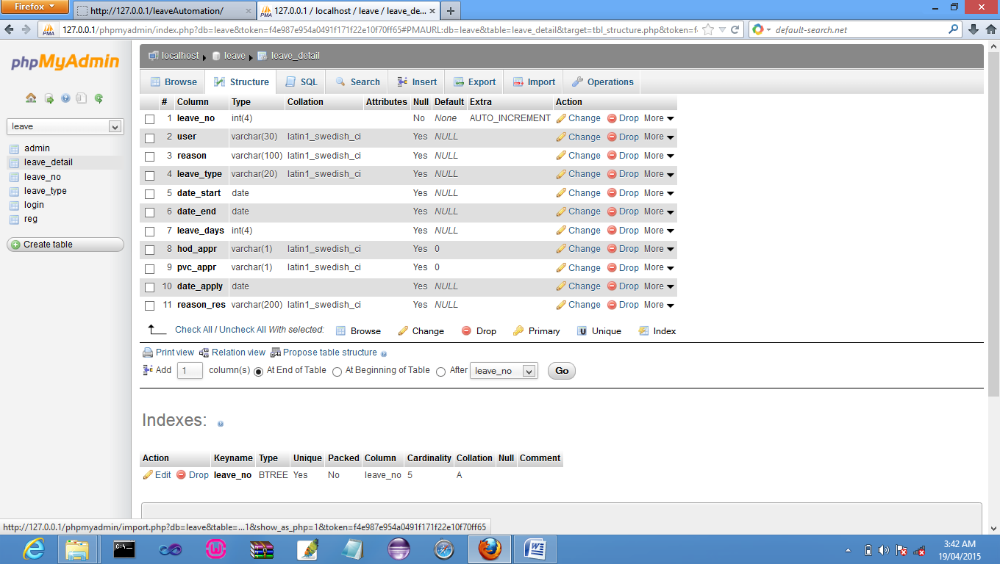 Firefox
http://127.0.0.1/leaveAutomation/
127.0.0.1 / localhost / leave / leave_de...
127.0.0.1/phpmyadmin/index.php?db=leave&token=f4e987e954a0491f171f22e10f70ff65#PMAURL:db=leave&table=leave_detail&target=tbl_structure.php&token=f4
default-search.net
phpMyAdmin
leave
admin
leave_detail
leave_no
leave_type
login
reg
Create table
localhost leave leave_detail
Browse Structure SQL Search Insert Export Import Operations
# Column Type Collation Attributes Null Default Extra Action
1 leave_no int(4) No None AUTO_INCREMENT Change Drop More
2 user varchar(30) latin1_swedish_ci Yes NULL Change Drop More
3 reason varchar(100) latin1_swedish_ci Yes NULL Change Drop More
4 leave_type varchar(20) latin1_swedish_ci Yes NULL Change Drop More
5 date_start date Yes NULL Change Drop More
6 date_end date Yes NULL Change Drop More
7 leave_days int(4) Yes NULL Change Drop More
8 hod_appr varchar(1) latin1_swedish_ci Yes 0 Change Drop More
9 pvc_appr varchar(1) latin1_swedish_ci Yes 0 Change Drop More
10 date_apply date Yes NULL Change Drop More
11 reason_res varchar(200) latin1_swedish_ci Yes NULL Change Drop More
Check All / Uncheck All With selected: Browse Change Drop Primary Unique Index
Print view Relation view Propose table structure
Add 1 column(s) At End of Table At Beginning of Table After leave_no Go
Indexes:
Action Keyname Type Unique Packed Column Cardinality Collation Null Comment
Edit Drop leave_no BTREE Yes No leave_no 5 A
http://127.0.0.1/phpmyadmin/import.php?db=leave&table=...1&show_as_php=1&token=f4e987e954a0491f171f22e10f70ff65
3:42 AM
19/04/2015